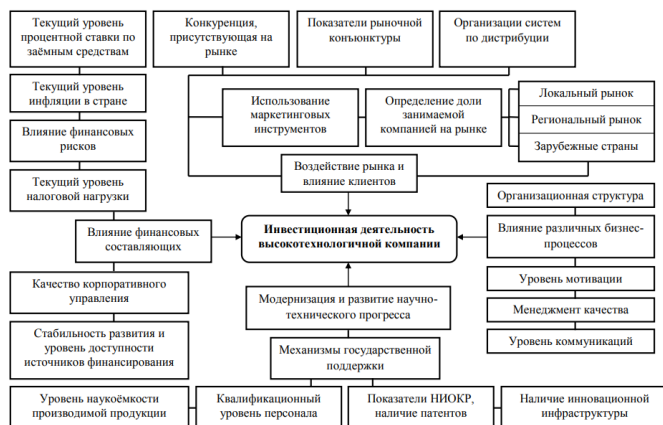 Текущий уровень
процентной ставки по
заёмным средствам
Конкуренция,
присутствующая на
рынке
Показатели рыночной
конъюнктуры
Организации систем
по дистрибуции
Текущий уровень
инфляции в стране
Использование
маркетинговых
инструментов
Определение доли
занимаемой
компанией на рынке
Локальный рынок
Региональный рынок
Зарубежные страны
Влияние финансовых
рисков
Воздействие рынка и
влияние клиентов
Текущий уровень
налоговой нагрузки
Организационная структура
Влияние финансовых
составляющих
Инвестиционная деятельность
высокотехнологичной компании
Влияние различных бизнес-
процессов
Качество корпоративного
управления
Уровень мотивации
Модернизация и развитие научно-
технического прогресса
Менеджмент качества
Стабильность развития и
уровень доступности
источников финансирования
Механизмы государственной
поддержки
Уровень коммуникаций
Уровень наукоёмкости
производимой продукции
Квалификационный
уровень персонала
Показатели НИОКР,
наличие патентов
Наличие инновационной
инфраструктуры